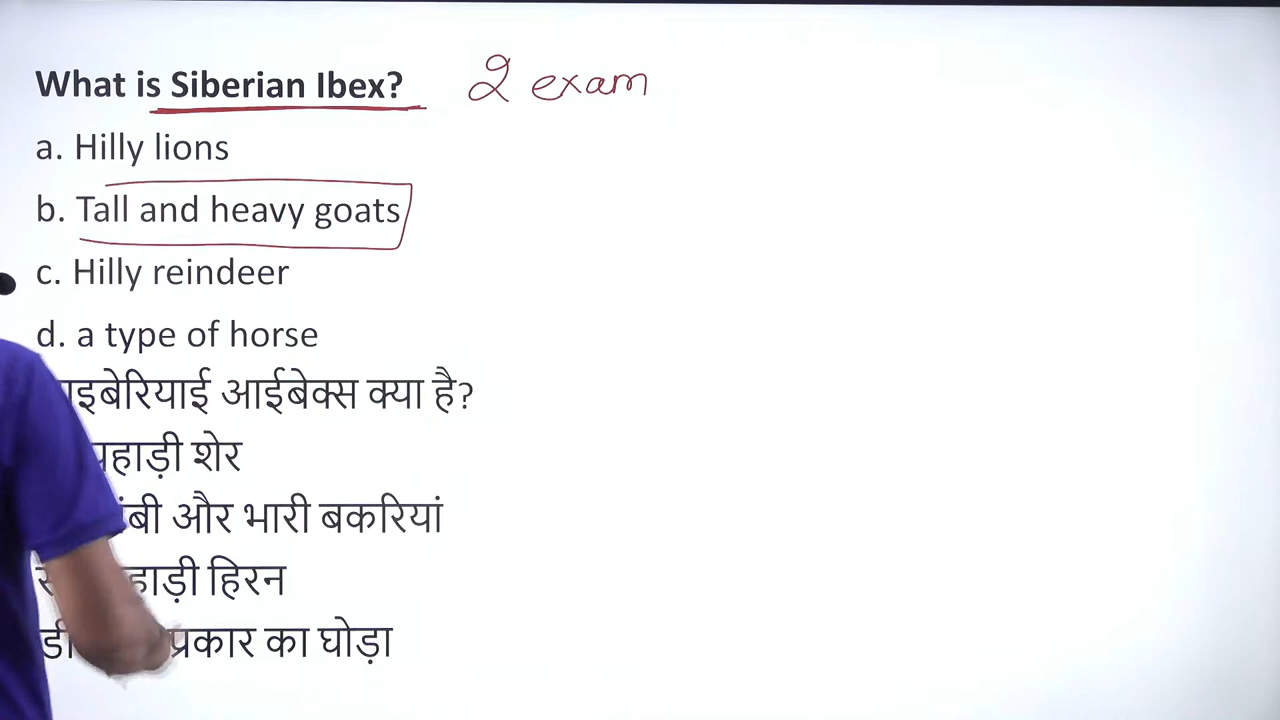 What is Siberian Ibex? 2 exam
a. Hilly lions
b. Tall and heavy goats
c. Hilly reindeer
d. a type of horse
आईबेक्स क्या है?
शेर
और भारी बकरियां
हिरन
प्रकार का घोड़ा